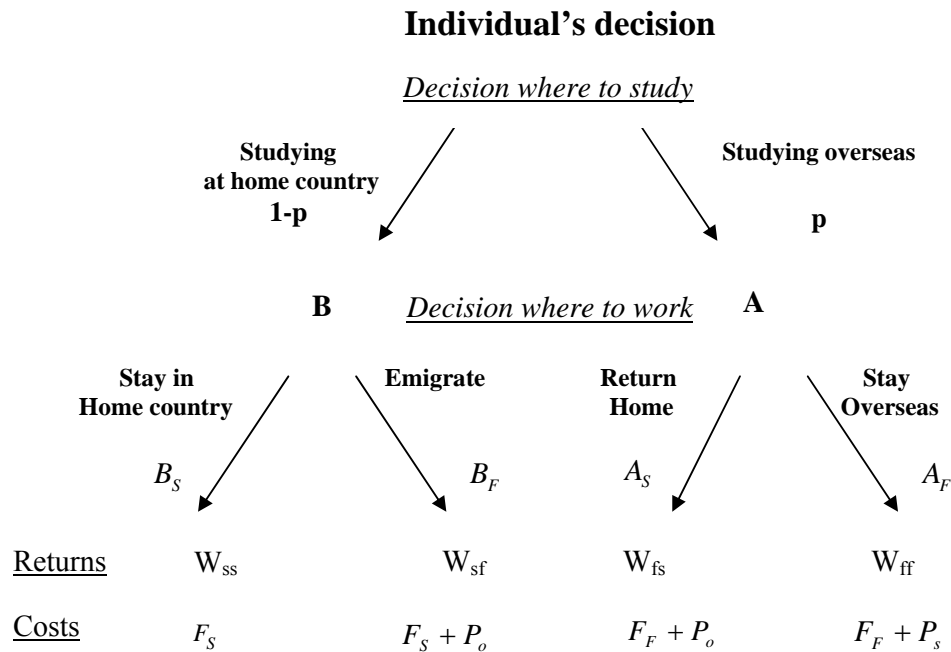 Individual's decision
Decision where to study
Studying
at home country
1-p
Studying overseas
p
B
Decision where to work
A
Stay in
Home country
Emigrate
Return
Home
Stay
Overseas
B_S
B_F
A_S
A_F
Returns W_ss W_sf W_fs W_ff
Costs F_S F_S + P_o F_F + P_o F_F + P_s